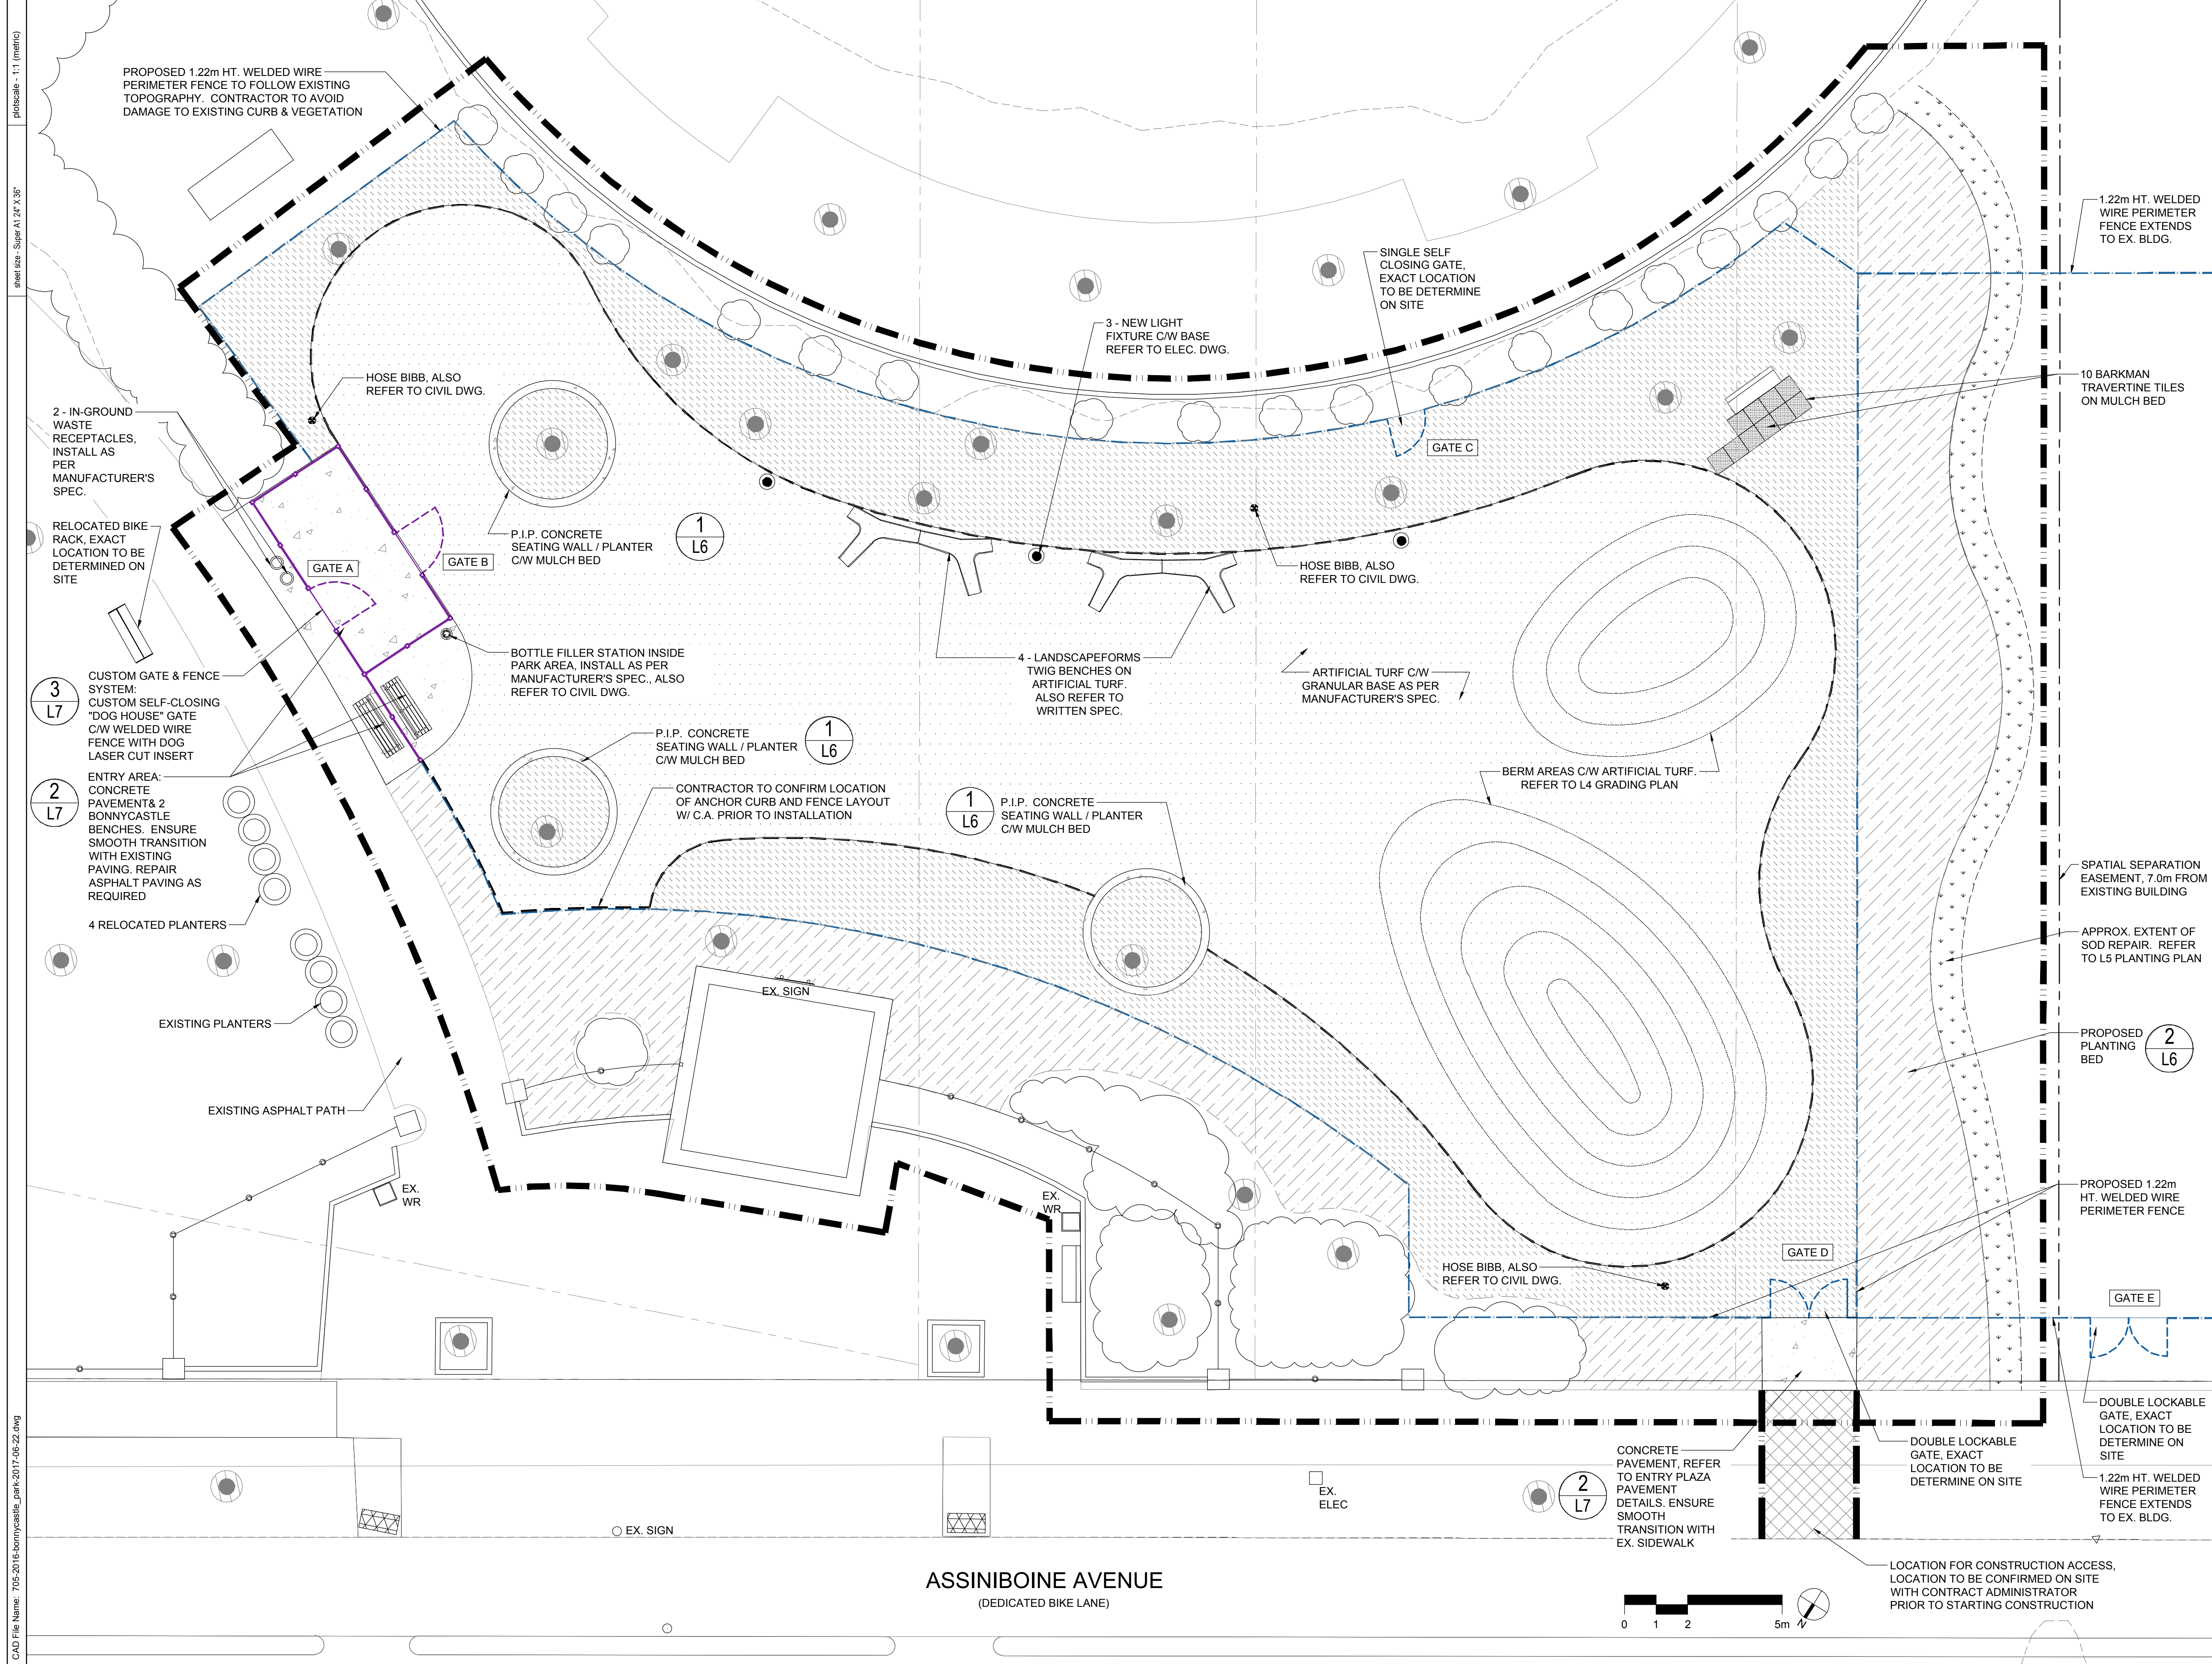 plotscale - 1:1 (metric)
sheet size - Super A1 24" X 36"
CAD File Name: 705-2016-bonnycastle_park-2017-06-22.dwg
PROPOSED 1.22m HT. WELDED WIRE
PERIMETER FENCE TO FOLLOW EXISTING
TOPOGRAPHY. CONTRACTOR TO AVOID
DAMAGE TO EXISTING CURB & VEGETATION
HOSE BIBB, ALSO
REFER TO CIVIL DWG.
2 - IN-GROUND
WASTE
RECEPTACLES,
INSTALL AS
PER
MANUFACTURER'S
SPEC.
RELOCATED BIKE
RACK, EXACT
LOCATION TO BE
DETERMINED ON
SITE
GATE A
GATE B
P.I.P. CONCRETE
SEATING WALL / PLANTER
C/W MULCH BED
1
L6
3 - NEW LIGHT
FIXTURE C/W BASE
REFER TO ELEC. DWG.
SINGLE SELF
CLOSING GATE,
EXACT LOCATION
TO BE DETERMINE
ON SITE
GATE C
1.22m HT. WELDED
WIRE PERIMETER
FENCE EXTENDS
TO EX. BLDG.
10 BARKMAN
TRAVERTINE TILES
ON MULCH BED
HOSE BIBB, ALSO
REFER TO CIVIL DWG.
BOTTLE FILLER STATION INSIDE
PARK AREA, INSTALL AS PER
MANUFACTURER'S SPEC., ALSO
REFER TO CIVIL DWG.
4 - LANDSCAPEFORMS
TWIG BENCHES ON
ARTIFICIAL TURF.
ALSO REFER TO
WRITTEN SPEC.
ARTIFICIAL TURF C/W
GRANULAR BASE AS PER
MANUFACTURER'S SPEC.
3
L7
CUSTOM GATE & FENCE
SYSTEM:
CUSTOM SELF-CLOSING
"DOG HOUSE" GATE
C/W WELDED WIRE
FENCE WITH DOG
LASER CUT INSERT
2
L7
ENTRY AREA:
CONCRETE
PAVEMENT& 2
BONNYCASTLE
BENCHES. ENSURE
SMOOTH TRANSITION
WITH EXISTING
PAVING. REPAIR
ASPHALT PAVING AS
REQUIRED
P.I.P. CONCRETE
SEATING WALL / PLANTER
C/W MULCH BED
1
L6
CONTRACTOR TO CONFIRM LOCATION
OF ANCHOR CURB AND FENCE LAYOUT
W/ C.A. PRIOR TO INSTALLATION
1
L6
P.I.P. CONCRETE
SEATING WALL / PLANTER
C/W MULCH BED
BERM AREAS C/W ARTIFICIAL TURF.
REFER TO L4 GRADING PLAN
SPATIAL SEPARATION
EASEMENT, 7.0m FROM
EXISTING BUILDING
APPROX. EXTENT OF
SOD REPAIR. REFER
TO L5 PLANTING PLAN
4 RELOCATED PLANTERS
EX. SIGN
EXISTING PLANTERS
PROPOSED
PLANTING
BED
2
L6
EXISTING ASPHALT PATH
EX.
WR
EX.
WR
PROPOSED 1.22m
HT. WELDED WIRE
PERIMETER FENCE
GATE D
HOSE BIBB, ALSO
REFER TO CIVIL DWG.
GATE E
DOUBLE LOCKABLE
GATE, EXACT
LOCATION TO BE
DETERMINE ON
SITE
1.22m HT. WELDED
WIRE PERIMETER
FENCE EXTENDS
TO EX. BLDG.
2
L7
CONCRETE
PAVEMENT, REFER
TO ENTRY PLAZA
PAVEMENT
DETAILS. ENSURE
SMOOTH
TRANSITION WITH
EX. SIDEWALK
DOUBLE LOCKABLE
GATE, EXACT
LOCATION TO BE
DETERMINE ON SITE
EX.
ELEC
EX. SIGN
LOCATION FOR CONSTRUCTION ACCESS,
LOCATION TO BE CONFIRMED ON SITE
WITH CONTRACT ADMINISTRATOR
PRIOR TO STARTING CONSTRUCTION
ASSINIBOINE AVENUE
(DEDICATED BIKE LANE)
0 1 2 5m
N